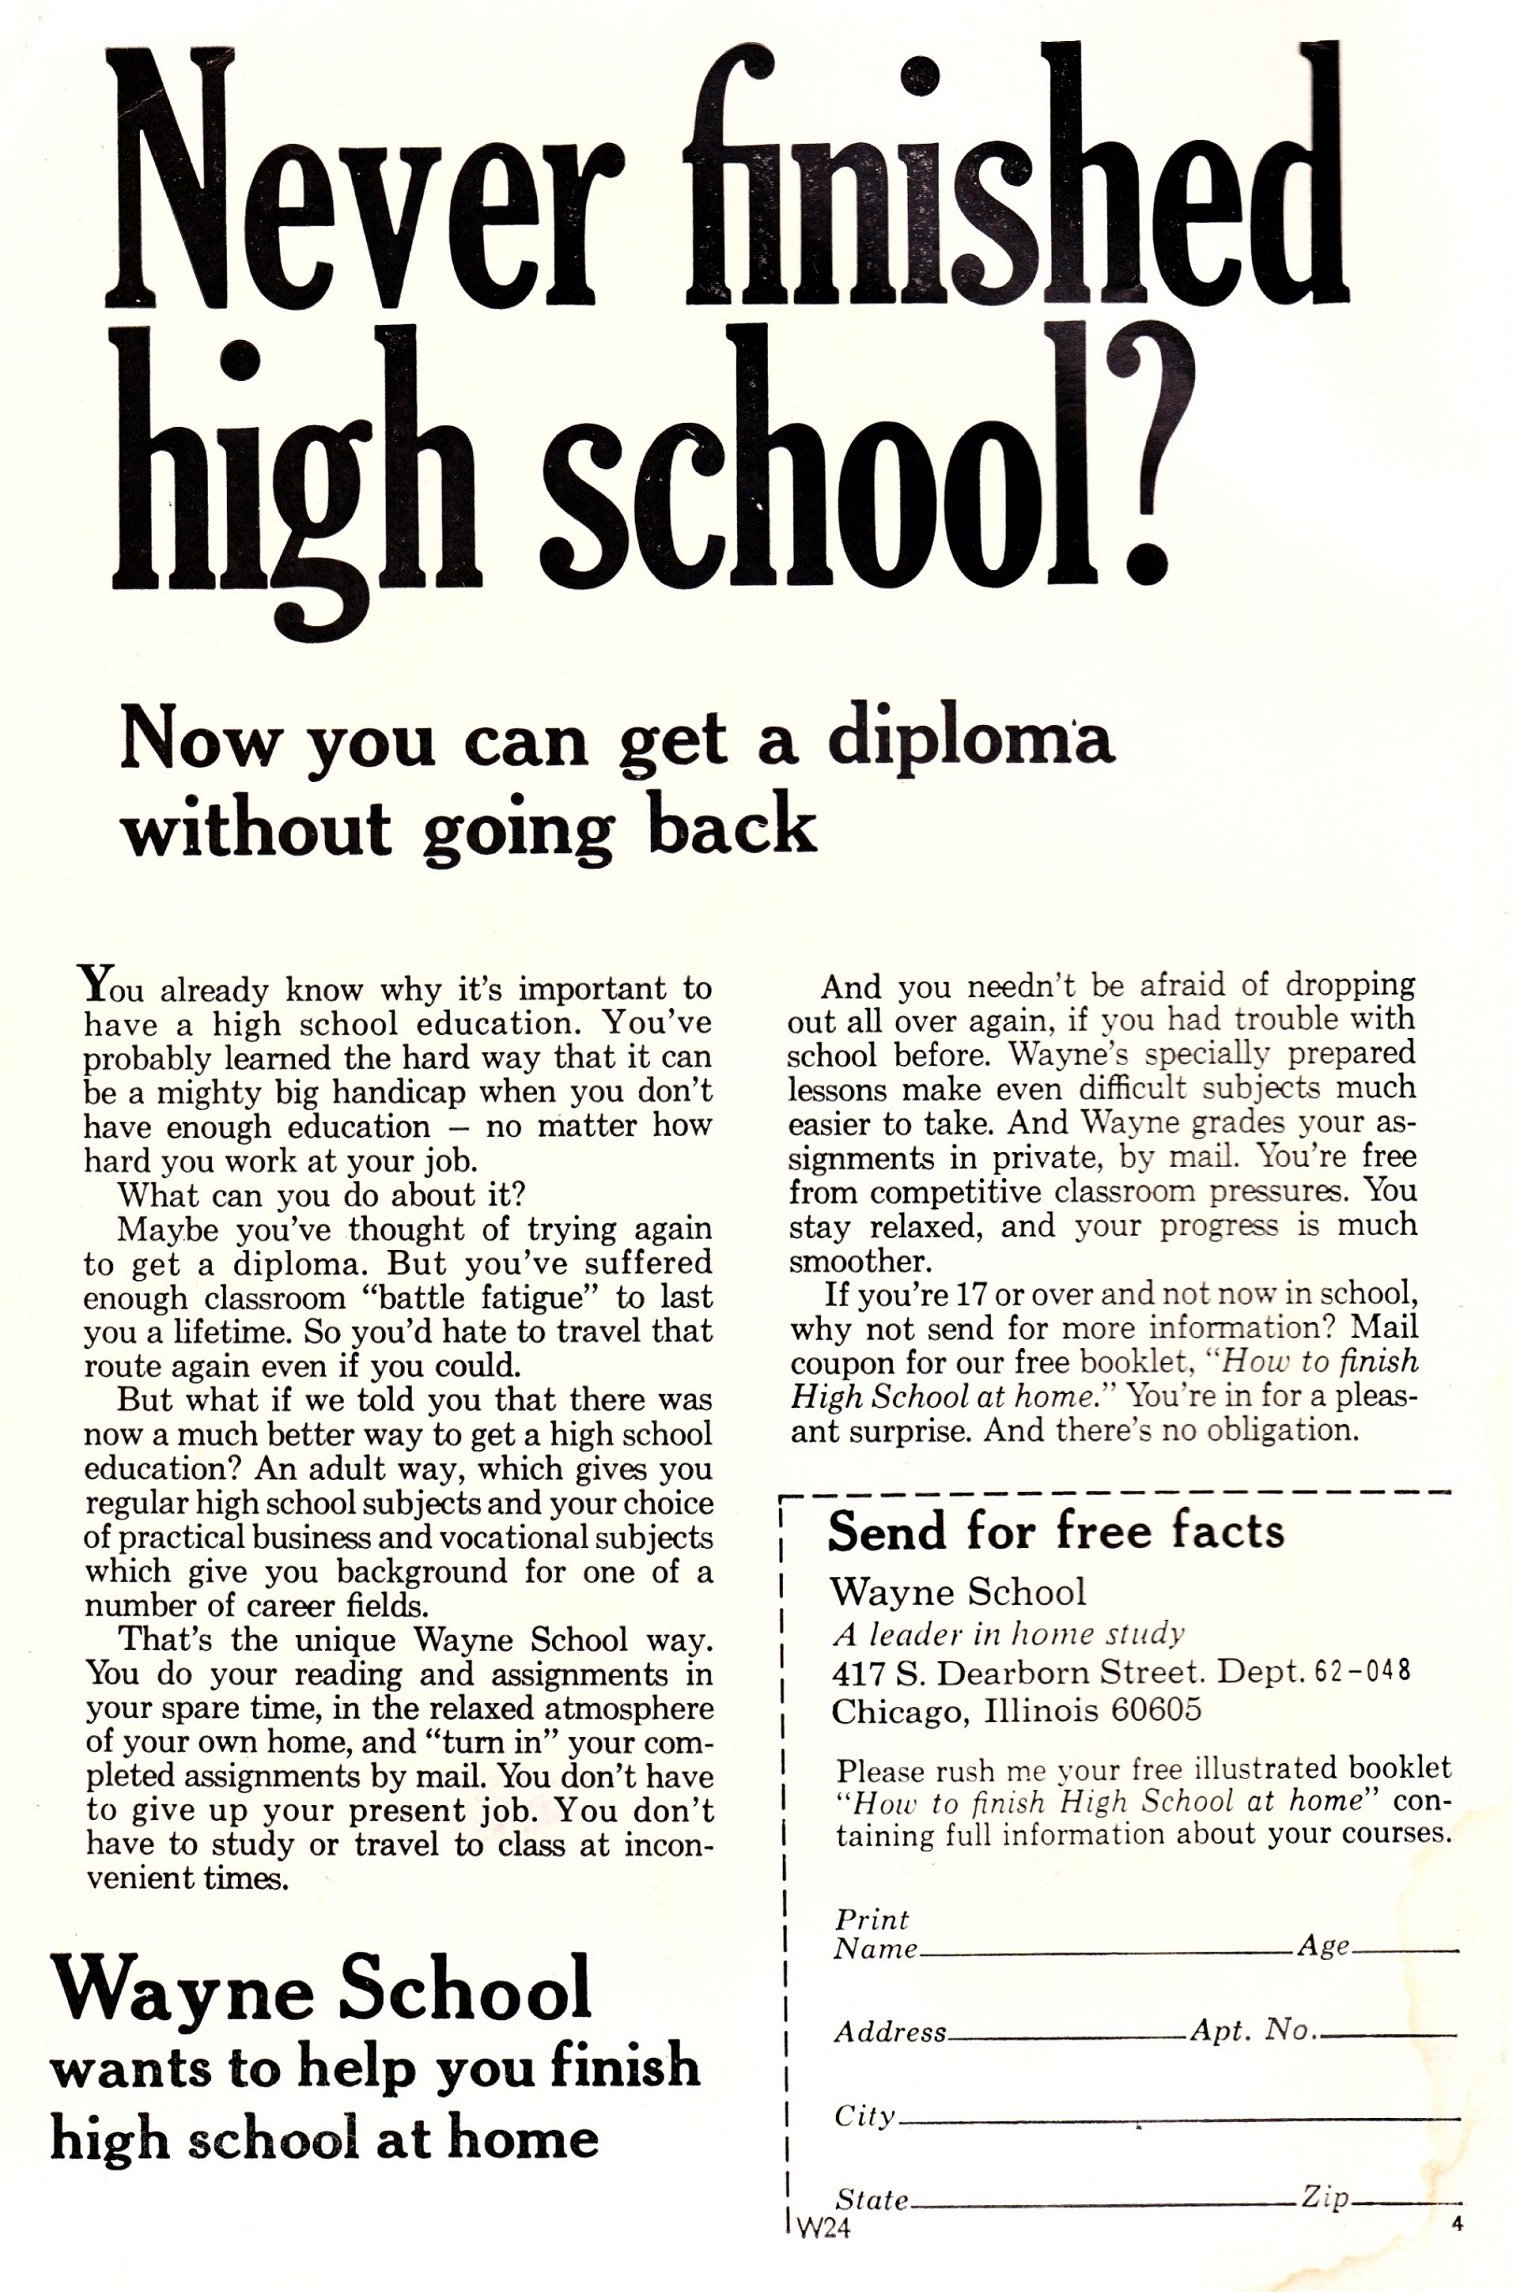 Never finished
high school?
Now you can get a diploma
without going back
You already know why it's important to
have a high school education. You've
probably learned the hard way that it can
be a mighty big handicap when you don't
have enough education – no matter how
hard you work at your job.
What can you do about it?
Maybe you've thought of trying again
to get a diploma. But you've suffered
enough classroom “battle fatigue” to last
you a lifetime. So you'd hate to travel that
route again even if you could.
But what if we told you that there was
now a much better way to get a high school
education? An adult way, which gives you
regular high school subjects and your choice
of practical business and vocational subjects
which give you background for one of a
number of career fields.
That's the unique Wayne School way.
You do your reading and assignments in
your spare time, in the relaxed atmosphere
of your own home, and “turn in” your com-
pleted assignments by mail. You don't have
to give up your present job. You don't
have to study or travel to class at incon-
venient times.
Wayne School
wants to help you finish
high school at home
And you needn't be afraid of dropping
out all over again, if you had trouble with
school before. Wayne's specially prepared
lessons make even difficult subjects much
easier to take. And Wayne grades your as-
signments in private, by mail. You're free
from competitive classroom pressures. You
stay relaxed, and your progress is much
smoother.
If you're 17 or over and not now in school,
why not send for more information? Mail
coupon for our free booklet, “How to finish
High School at home.” You're in for a pleas-
ant surprise. And there's no obligation.
Send for free facts
Wayne School
A leader in home study
417 S. Dearborn Street. Dept. 62-048
Chicago, Illinois 60605
Please rush me your free illustrated booklet
“How to finish High School at home” con-
taining full information about your courses.
Print
Name Age
Address Apt. No.
City
State Zip
W24 4